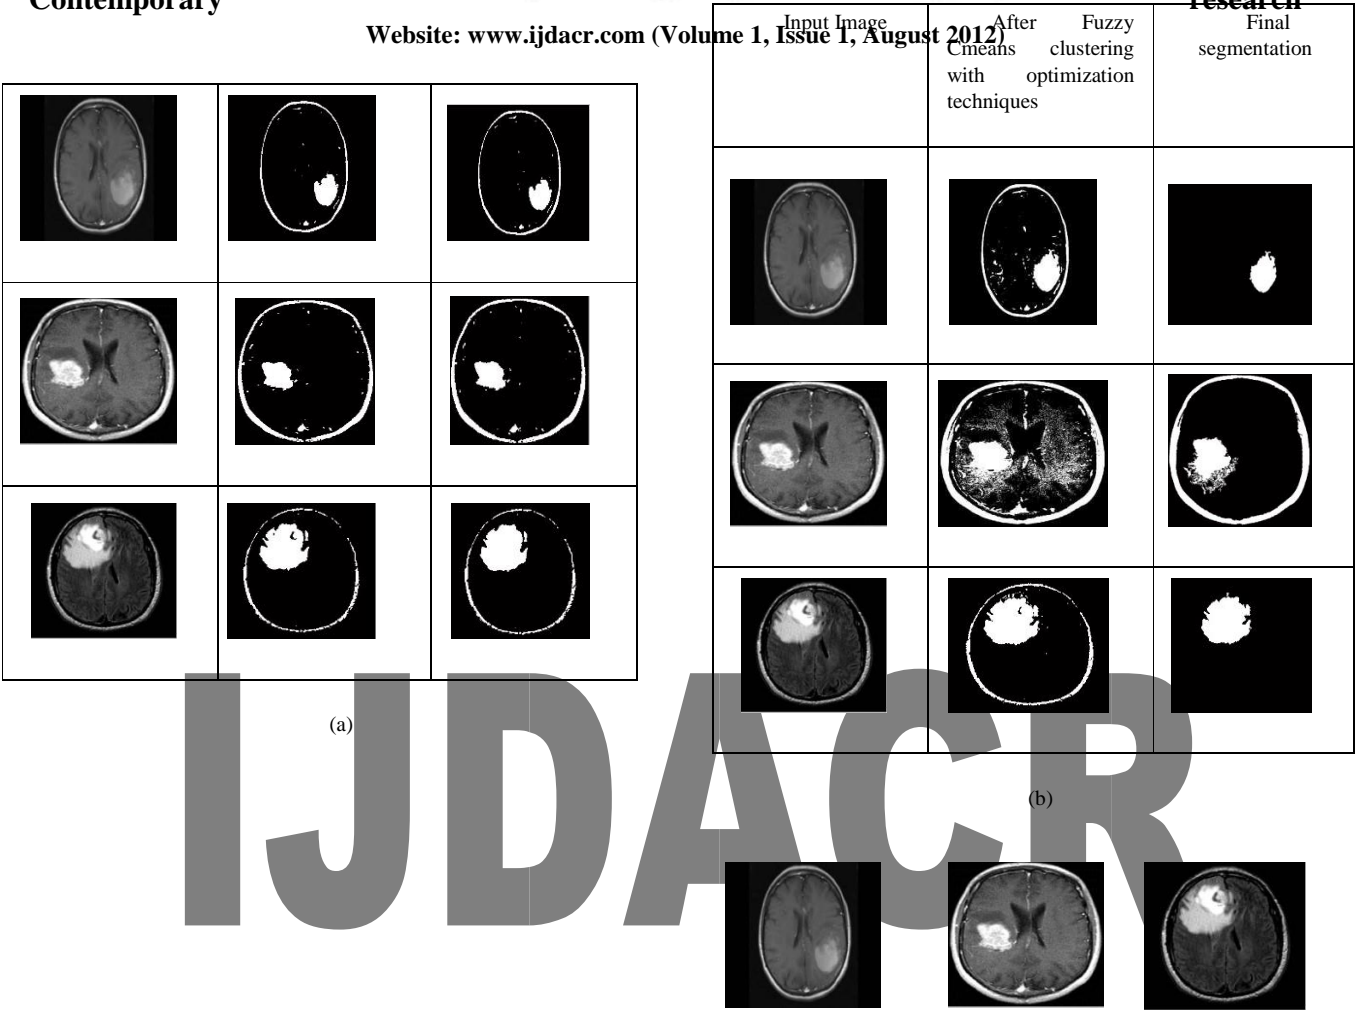 Contemporary
research
Website: www.ijdacr.com (Volume 1, Issue 1, August 2012)
Input Image
After Fuzzy
Cmeans clustering
with optimization
techniques
Final
segmentation
(a)
(b)
IJDACR